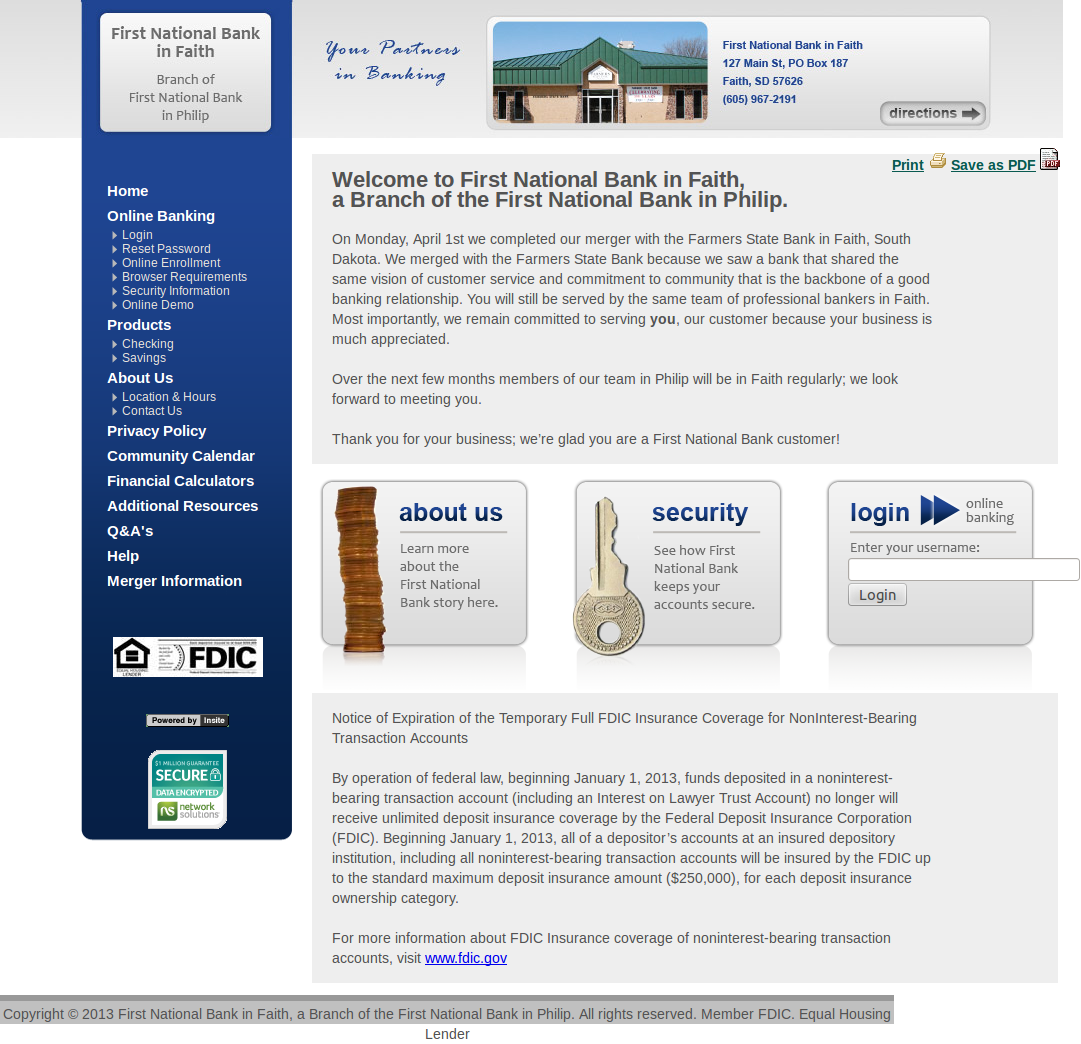 First National Bank
in Faith
Branch of
First National Bank
in Philip
Your Partners
in Banking
First National Bank in Faith
127 Main St, PO Box 187
Faith, SD 57626
(605) 967-2191
directions
Print Save as PDF
Home
Online Banking
Login
Reset Password
Online Enrollment
Browser Requirements
Security Information
Online Demo
Products
Checking
Savings
About Us
Location & Hours
Contact Us
Privacy Policy
Community Calendar
Financial Calculators
Additional Resources
Q&A's
Help
Merger Information
EQUAL HOUSING
LENDER
FDIC
Powered by Insite
$1 MILLION GUARANTEE
SECURE
DATA ENCRYPTED
ns network
solutions
Welcome to First National Bank in Faith,
a Branch of the First National Bank in Philip.
On Monday, April 1st we completed our merger with the Farmers State Bank in Faith, South
Dakota. We merged with the Farmers State Bank because we saw a bank that shared the
same vision of customer service and commitment to community that is the backbone of a good
banking relationship. You will still be served by the same team of professional bankers in Faith.
Most importantly, we remain committed to serving you, our customer because your business is
much appreciated.
Over the next few months members of our team in Philip will be in Faith regularly; we look
forward to meeting you.
Thank you for your business; we’re glad you are a First National Bank customer!
about us
Learn more
about the
First National
Bank story here.
security
See how First
National Bank
keeps your
accounts secure.
login online
banking
Enter your username:
Login
Notice of Expiration of the Temporary Full FDIC Insurance Coverage for NonInterest-Bearing
Transaction Accounts
By operation of federal law, beginning January 1, 2013, funds deposited in a noninterest-
bearing transaction account (including an Interest on Lawyer Trust Account) no longer will
receive unlimited deposit insurance coverage by the Federal Deposit Insurance Corporation
(FDIC). Beginning January 1, 2013, all of a depositor’s accounts at an insured depository
institution, including all noninterest-bearing transaction accounts will be insured by the FDIC up
to the standard maximum deposit insurance amount ($250,000), for each deposit insurance
ownership category.
For more information about FDIC Insurance coverage of noninterest-bearing transaction
accounts, visit www.fdic.gov
Copyright © 2013 First National Bank in Faith, a Branch of the First National Bank in Philip. All rights reserved. Member FDIC. Equal Housing
Lender